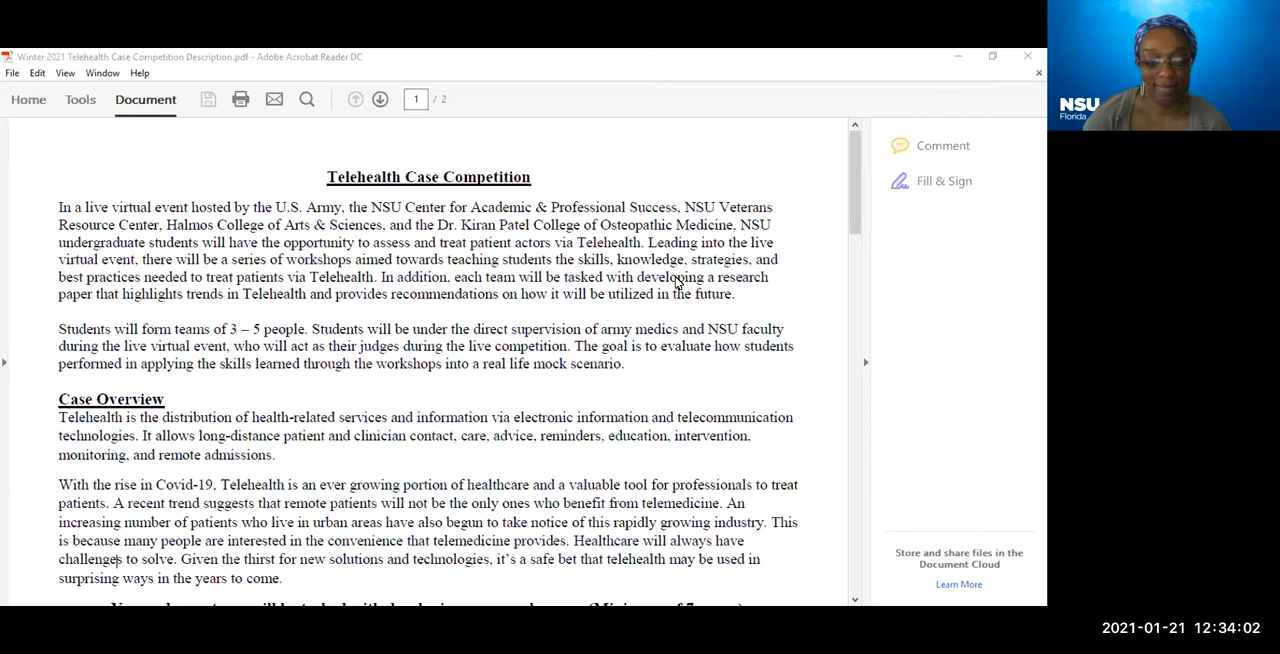 Winter 2021 Telehealth Case Competition Description.pdf - Adobe Acrobat Reader DC
File Edit View Window Help
Home Tools Document 1 / 2
Telehealth Case Competition
In a live virtual event hosted by the U.S. Army, the NSU Center for Academic & Professional Success, NSU Veterans
Resource Center, Halmos College of Arts & Sciences, and the Dr. Kiran Patel College of Osteopathic Medicine, NSU
undergraduate students will have the opportunity to assess and treat patient actors via Telehealth. Leading into the live
virtual event, there will be a series of workshops aimed towards teaching students the skills, knowledge, strategies, and
best practices needed to treat patients via Telehealth. In addition, each team will be tasked with developing a research
paper that highlights trends in Telehealth and provides recommendations on how it will be utilized in the future.
Students will form teams of 3 – 5 people. Students will be under the direct supervision of army medics and NSU faculty
during the live virtual event, who will act as their judges during the live competition. The goal is to evaluate how students
performed in applying the skills learned through the workshops into a real life mock scenario.
Case Overview
Telehealth is the distribution of health-related services and information via electronic information and telecommunication
technologies. It allows long-distance patient and clinician contact, care, advice, reminders, education, intervention,
monitoring, and remote admissions.
With the rise in Covid-19, Telehealth is an ever growing portion of healthcare and a valuable tool for professionals to treat
patients. A recent trend suggests that remote patients will not be the only ones who benefit from telemedicine. An
increasing number of patients who live in urban areas have also begun to take notice of this rapidly growing industry. This
is because many people are interested in the convenience that telemedicine provides. Healthcare will always have
challenges to solve. Given the thirst for new solutions and technologies, it’s a safe bet that telehealth may be used in
surprising ways in the years to come.
Comment
Fill & Sign
Store and share files in the
Document Cloud
Learn More
NSU
Florida
2021-01-21 12:34:02